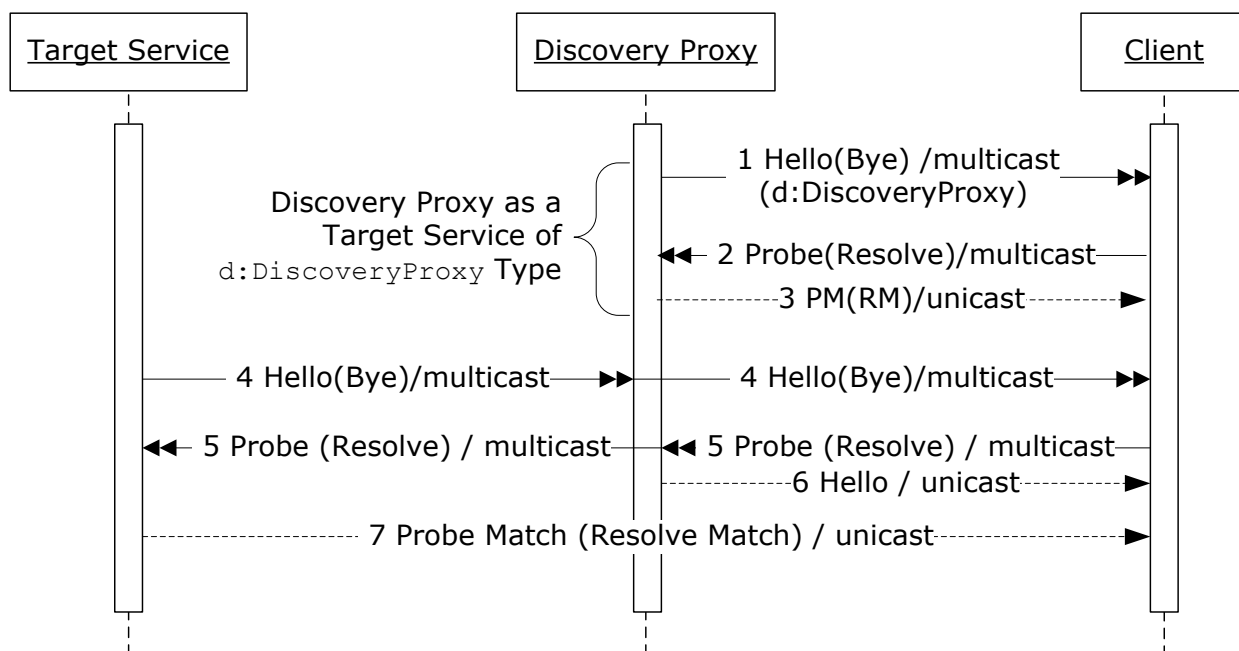 Target Service
Discovery Proxy
Client
1 Hello(Bye) /multicast
(d:DiscoveryProxy)
Discovery Proxy as a
Target Service of
d:DiscoveryProxy Type
2 Probe(Resolve)/multicast
3 PM(RM)/unicast
4 Hello(Bye)/multicast
4 Hello(Bye)/multicast
5 Probe (Resolve) / multicast
5 Probe (Resolve) / multicast
6 Hello / unicast
7 Probe Match (Resolve Match) / unicast